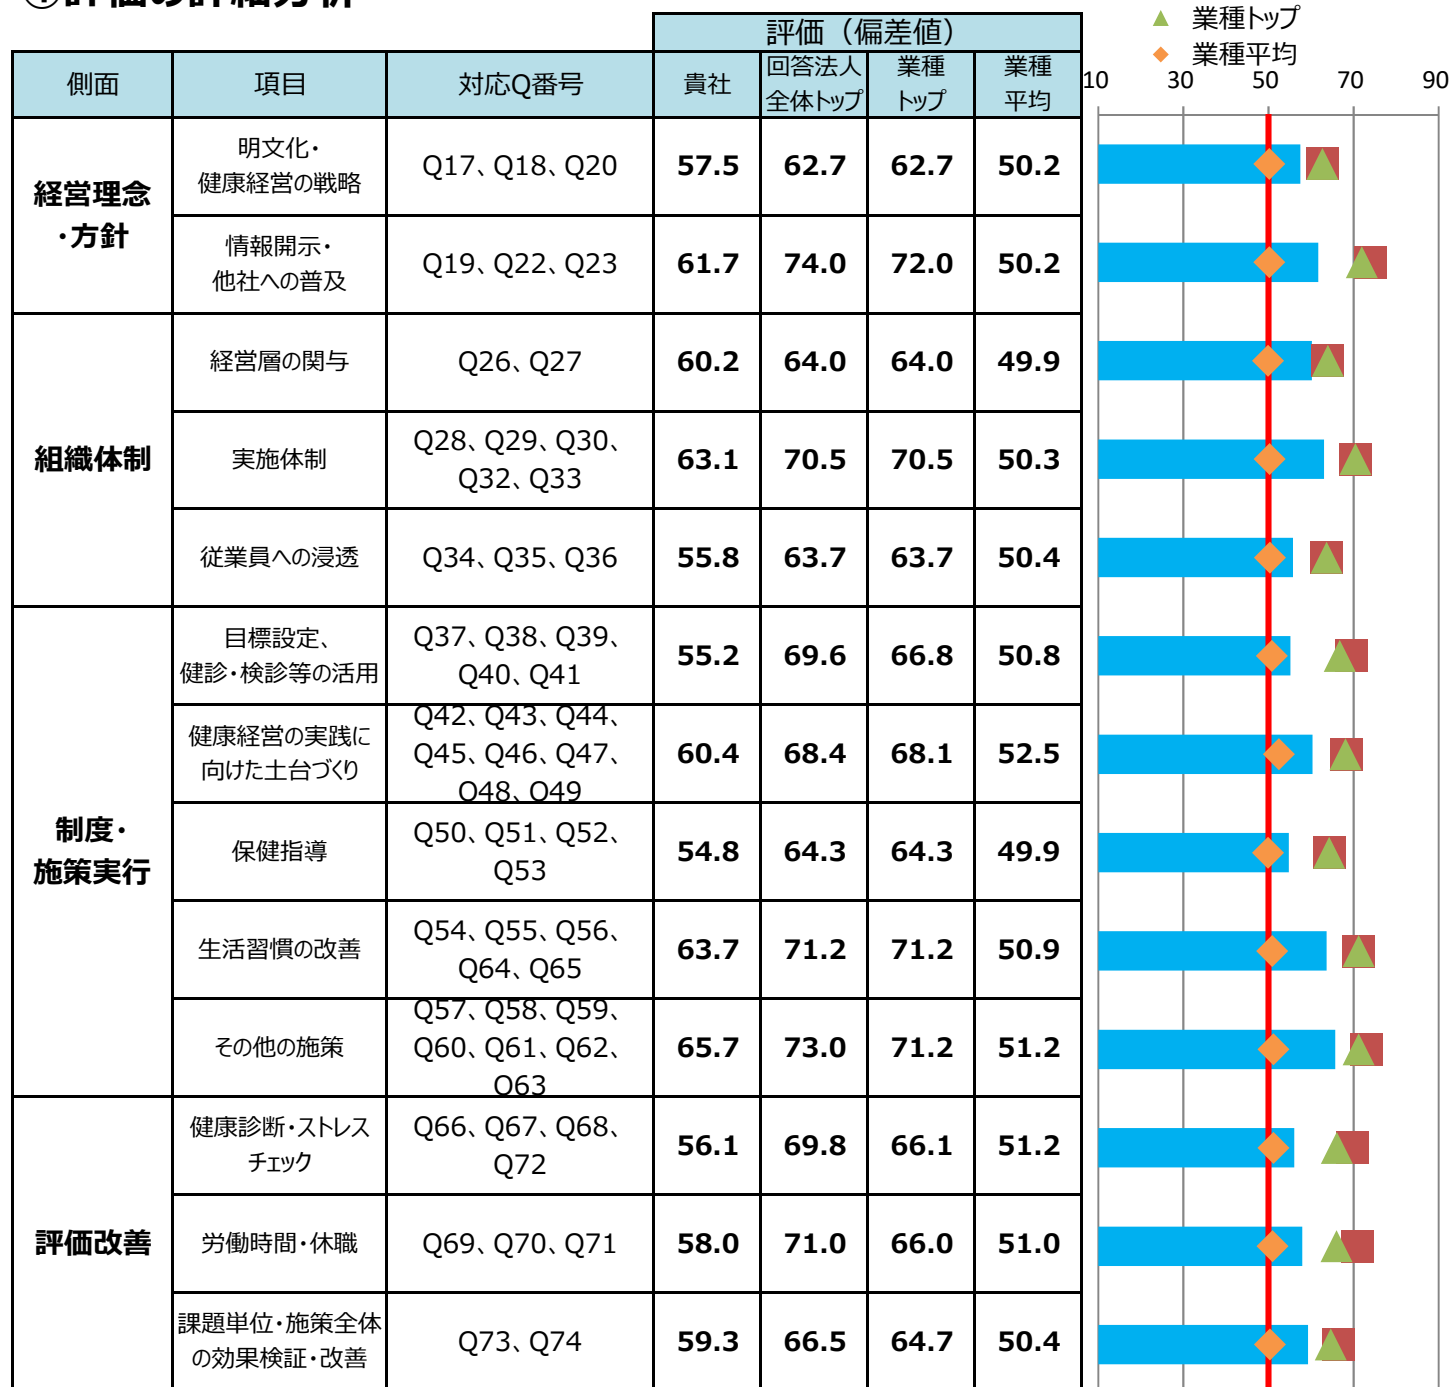 ①評価の詳細分析
業種トップ
業種平均
評価（偏差値）
側面 項目 対応Q番号 貴社 回答法人全体トップ 業種トップ 業種平均
10 30 50 70 90
経営理念・方針
明文化・
健康経営の戦略
Q17、Q18、Q20
57.5 62.7 62.7 50.2
情報開示・
他社への普及
Q19、Q22、Q23
61.7 74.0 72.0 50.2
組織体制
経営層の関与
Q26、Q27
60.2 64.0 64.0 49.9
実施体制
Q28、Q29、Q30、
Q32、Q33
63.1 70.5 70.5 50.3
従業員への浸透
Q34、Q35、Q36
55.8 63.7 63.7 50.4
制度・
施策実行
目標設定、
健診・検診等の活用
Q37、Q38、Q39、
Q40、Q41
55.2 69.6 66.8 50.8
健康経営の実践に
向けた土台づくり
Q42、Q43、Q44、
Q45、Q46、Q47、
Q48、Q49
60.4 68.4 68.1 52.5
保健指導
Q50、Q51、Q52、
Q53
54.8 64.3 64.3 49.9
生活習慣の改善
Q54、Q55、Q56、
Q64、Q65
63.7 71.2 71.2 50.9
その他の施策
Q57、Q58、Q59、
Q60、Q61、Q62、
Q63
65.7 73.0 71.2 51.2
評価改善
健康診断・ストレス
チェック
Q66、Q67、Q68、
Q72
56.1 69.8 66.1 51.2
労働時間・休職
Q69、Q70、Q71
58.0 71.0 66.0 51.0
課題単位・施策全体
の効果検証・改善
Q73、Q74
59.3 66.5 64.7 50.4